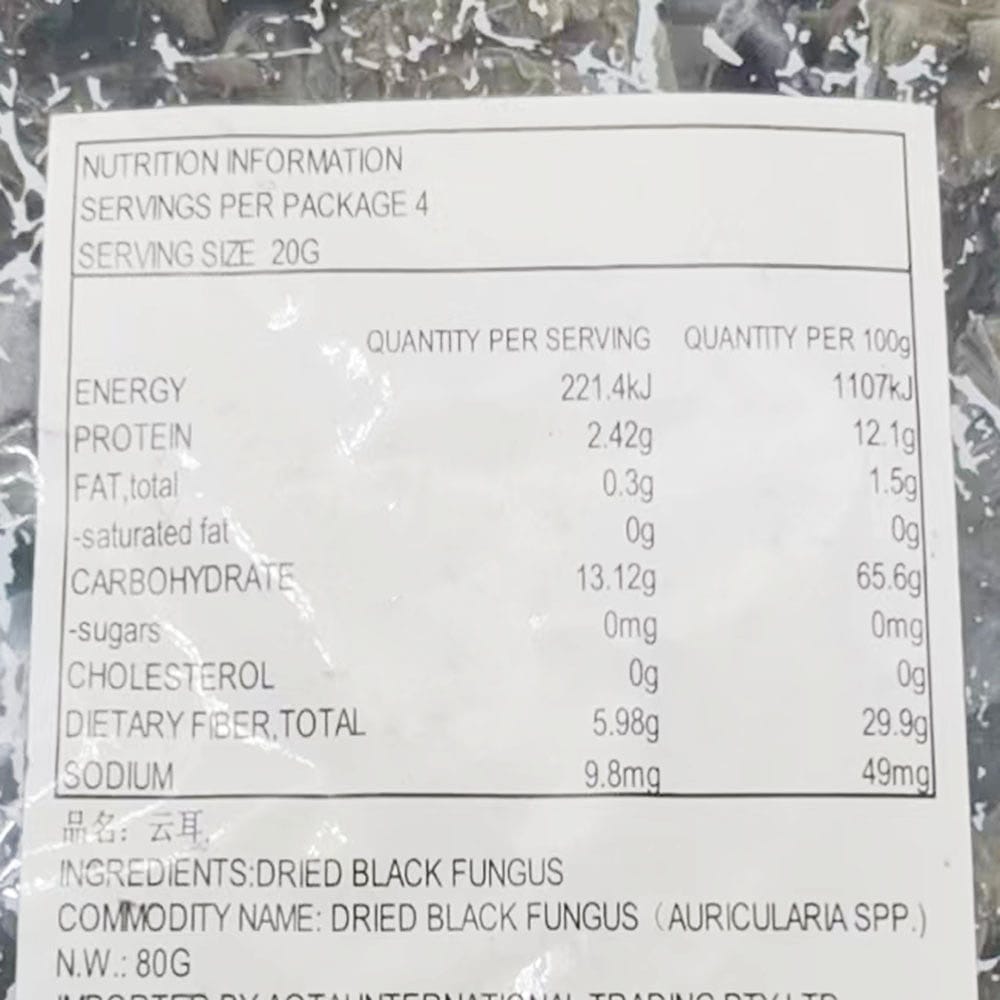 NUTRITION INFORMATION
SERVINGS PER PACKAGE 4
SERVING SIZE 20G
QUANTITY PER SERVING QUANTITY PER 100g
ENERGY 221.4kJ 1107kJ
PROTEIN 2.42g 12.1g
FAT,total 0.3g 1.5g
-saturated fat 0g 0g
CARBOHYDRATE 13.12g 65.6g
-sugars 0mg 0mg
CHOLESTEROL 0g 0g
DIETARY FIBER,TOTAL 5.98g 29.9g
SODIUM 9.8mg 49mg
品名: 云耳
INGREDIENTS:DRIED BLACK FUNGUS
COMMODITY NAME: DRIED BLACK FUNGUS (AURICULARIA SPP.)
N.W.: 80G